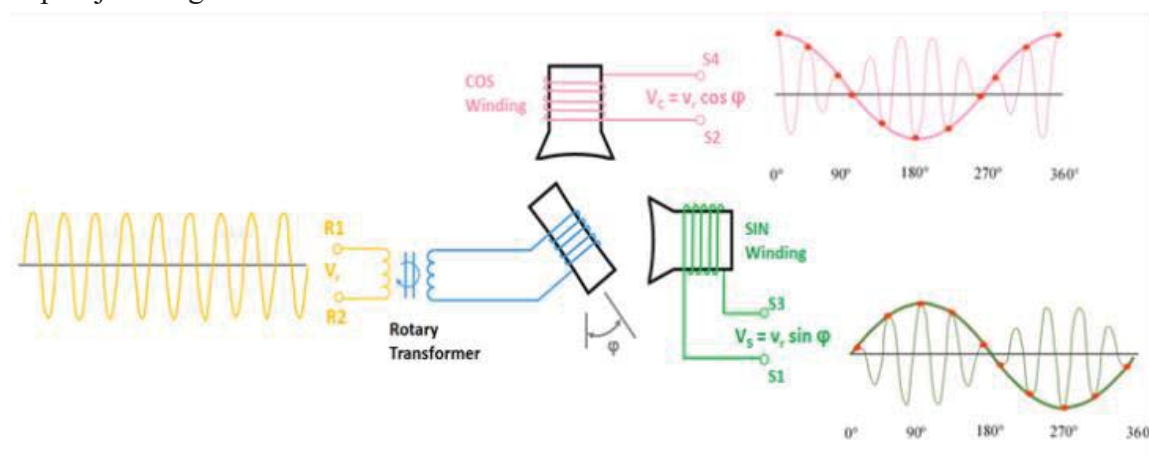 COS
Winding
S4
V_c = v_r cos φ
S2
0° 90° 180° 270° 360°
R1
V_r
R2
Rotary
Transformer
φ
SIN
Winding
S3
V_s = v_r sin φ
S1
0° 90° 180° 270° 360